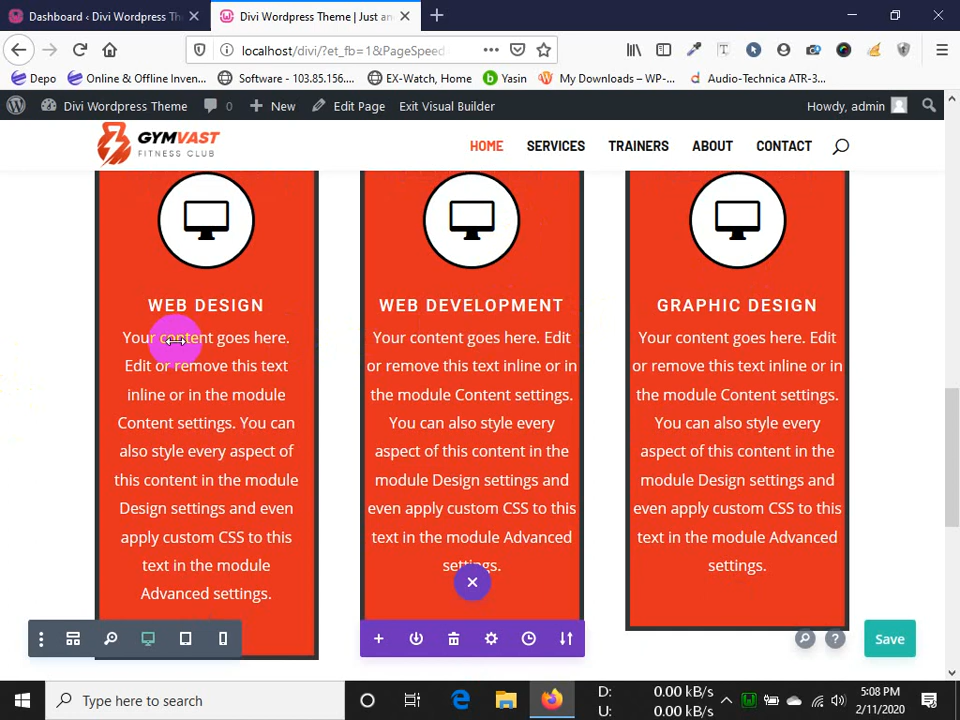 Dashboard ‹ Divi Wordpress Th
Divi Wordpress Theme | Just an
localhost/divi/?et_fb=1&PageSpeed
Depo
Online & Offline Inven...
Software - 103.85.156....
EX-Watch, Home
Yasin
My Downloads – WP-...
Audio-Technica ATR-3...
Divi Wordpress Theme
0
New
Edit Page
Exit Visual Builder
Howdy, admin
GYMVAST
FITNESS CLUB
HOME
SERVICES
TRAINERS
ABOUT
CONTACT
WEB DESIGN
Your content goes here.
Edit or remove this text
inline or in the module
Content settings. You can
also style every aspect of
this content in the module
Design settings and even
apply custom CSS to this
text in the module
Advanced settings.
WEB DEVELOPMENT
Your content goes here. Edit
or remove this text inline or in
the module Content settings.
You can also style every
aspect of this content in the
module Design settings and
even apply custom CSS to this
text in the module Advanced
settings.
GRAPHIC DESIGN
Your content goes here. Edit
or remove this text inline or in
the module Content settings.
You can also style every
aspect of this content in the
module Design settings and
even apply custom CSS to this
text in the module Advanced
settings.
Save
Type here to search
D: 0.00 kB/s
U: 0.00 kB/s
5:08 PM
2/11/2020